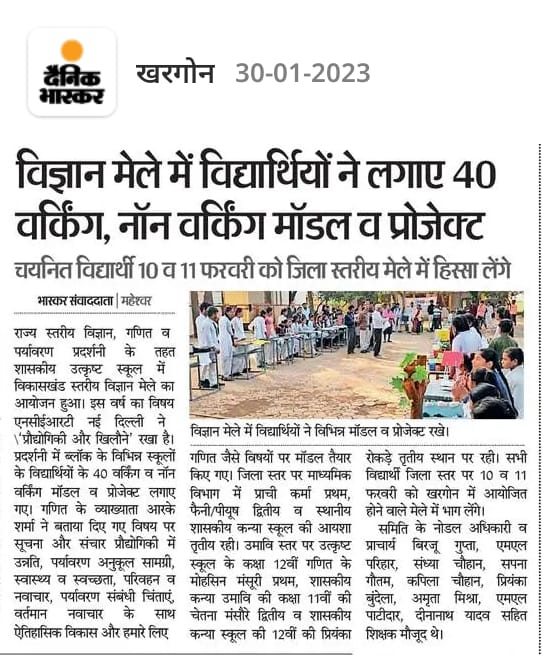 दैनिक
भास्कर
खरगोन 30-01-2023
विज्ञान मेले में विद्यार्थियों ने लगाए 40
वर्किंग, नॉन वर्किंग मॉडल व प्रोजेक्ट
चयनित विद्यार्थी 10 व 11 फरवरी को जिला स्तरीय मेले में हिस्सा लेंगे
भास्कर संवाददाता | महेश्वर
राज्य स्तरीय विज्ञान, गणित व
पर्यावरण प्रदर्शनी के तहत
शासकीय उत्कृष्ट स्कूल में
विकासखंड स्तरीय विज्ञान मेले का
आयोजन हुआ। इस वर्ष का विषय
एनसीईआरटी नई दिल्ली ने
\'प्रौद्योगिकी और खिलौने' रखा है।
प्रदर्शनी में ब्लॉक के विभिन्न स्कूलों
के विद्यार्थियों के 40 वर्किंग व नॉन
वर्किंग मॉडल व प्रोजेक्ट लगाए
गए। गणित के व्याख्याता आरके
शर्मा ने बताया दिए गए विषय पर
सूचना और संचार प्रौद्योगिकी में
उन्नति, पर्यावरण अनुकूल सामग्री,
स्वास्थ्य व स्वच्छता, परिवहन व
नवाचार, पर्यावरण संबंधी चिंताएं,
वर्तमान नवाचार के साथ
ऐतिहासिक विकास और हमारे लिए
विज्ञान मेले में विद्यार्थियों ने विभिन्न मॉडल व प्रोजेक्ट रखे।
गणित जैसे विषयों पर मॉडल तैयार
किए गए। जिला स्तर पर माध्यमिक
विभाग में प्राची कर्मा प्रथम,
फैनी/पीयूष द्वितीय व स्थानीय
शासकीय कन्या स्कूल की आयशा
तृतीय रही। उमावि स्तर पर उत्कृष्ट
स्कूल के कक्षा 12वीं गणित के
मोहसिन मंसूरी प्रथम, शासकीय
कन्या उमावि की कक्षा 11वीं की
चेतना मंसौरे द्वितीय व शासकीय
कन्या स्कूल की 12वीं की प्रियंका
रोकड़े तृतीय स्थान पर रही। सभी
विद्यार्थी जिला स्तर पर 10 व 11
फरवरी को खरगोन में आयोजित
होने वाले मेले में भाग लेंगे।
समिति के नोडल अधिकारी व
प्राचार्य बिरजू गुप्ता, एमएल
परिहार, संध्या चौहान, सपना
गौतम, कपिला चौहान, प्रियंका
बुंदेला, अमृता मिश्रा, एमएल
पाटीदार, दीनानाथ यादव सहित
शिक्षक मौजूद थे।